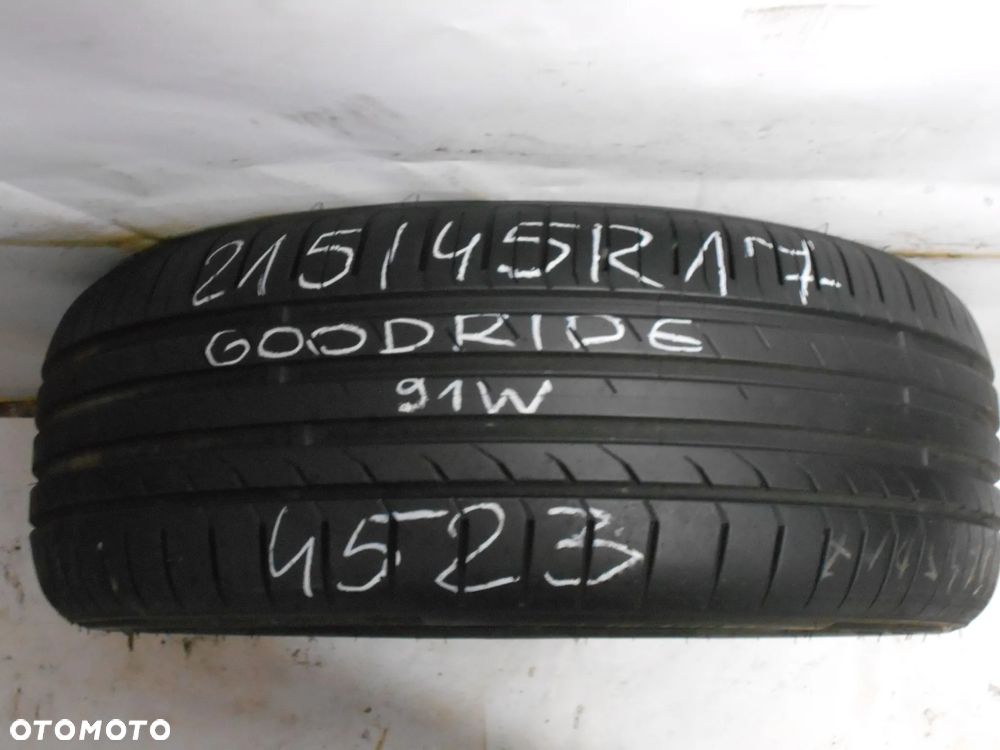 215/45R17
GOODRIDE
91W
4523
OTOMOTO